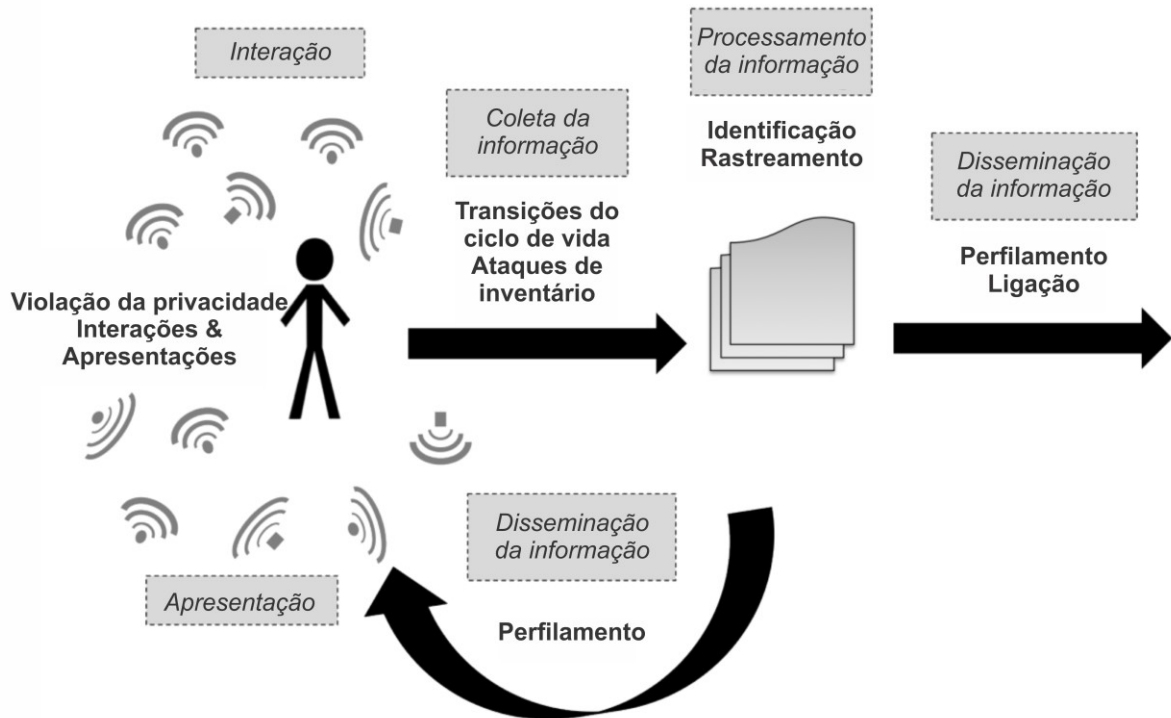 Interação
Processamento
da informação
Coleta da
informação
Identificação
Rastreamento
Disseminação
da informação
Transições do
ciclo de vida
Ataques de
inventário
Perfilamento
Ligação
Violação da privacidade
Interações &
Apresentações
Disseminação
da informação
Apresentação
Perfilamento